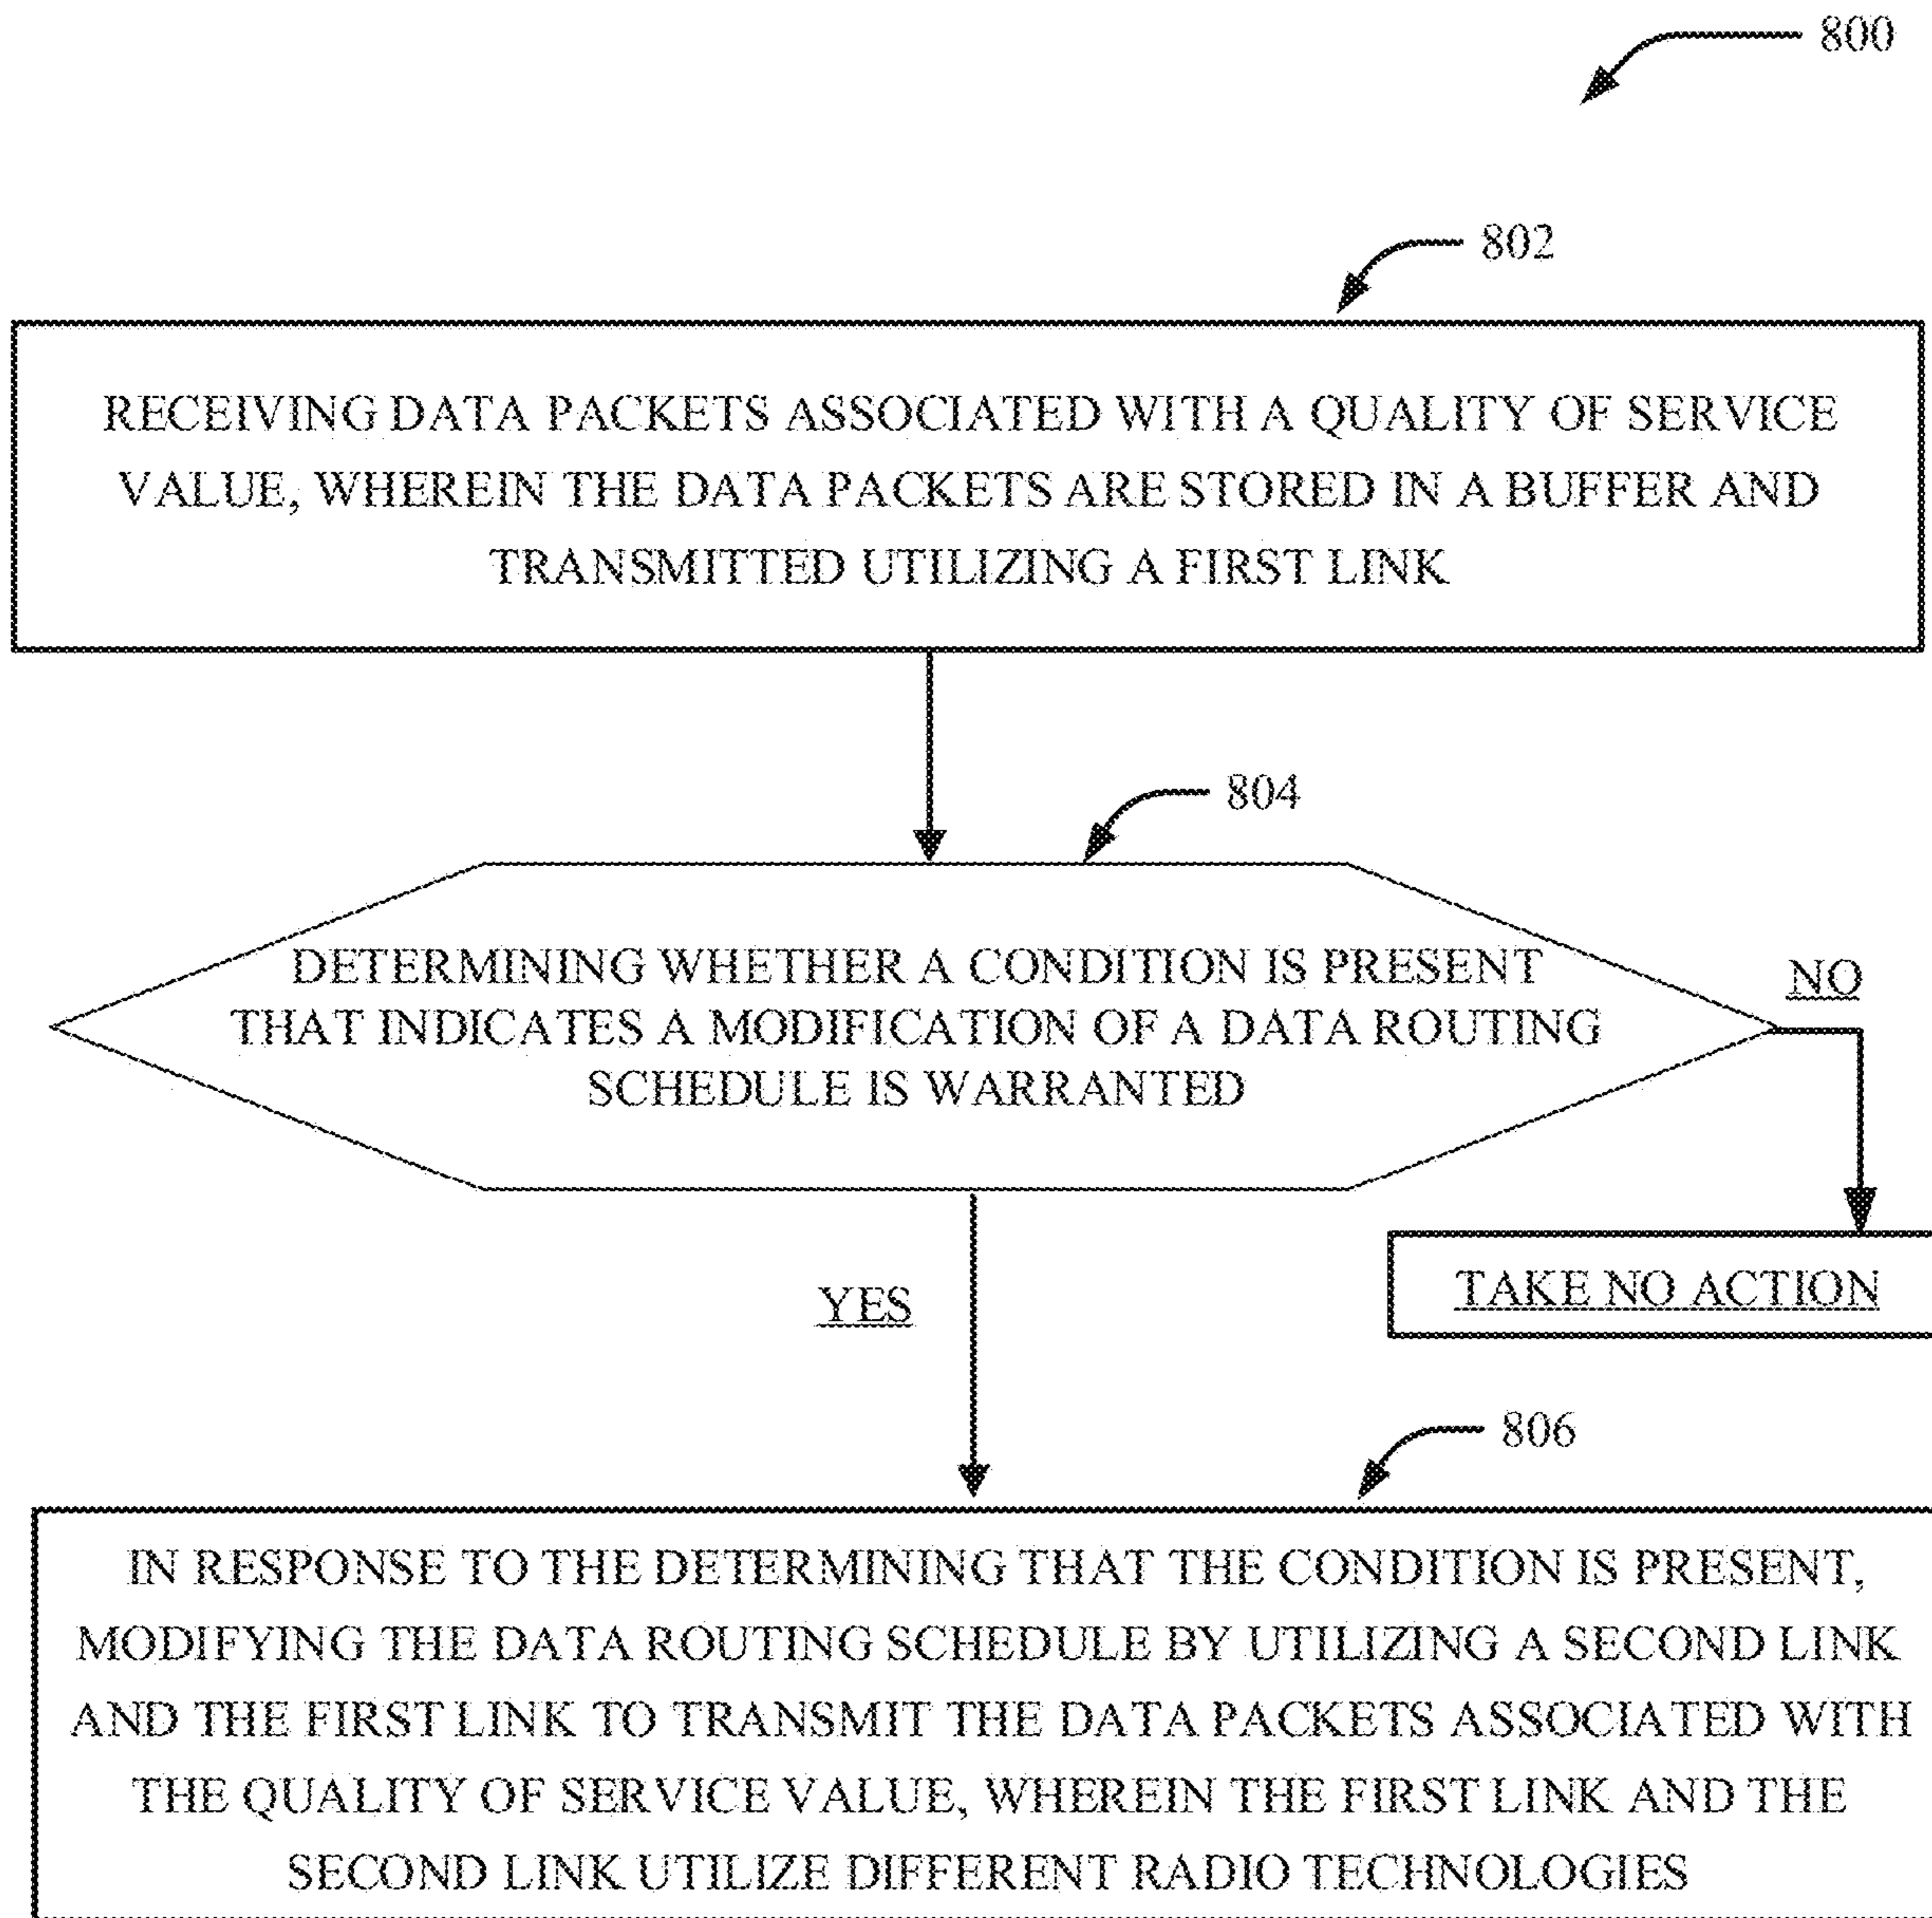 800
802
RECEIVING DATA PACKETS ASSOCIATED WITH A QUALITY OF SERVICE
VALUE, WHEREIN THE DATA PACKETS ARE STORED IN A BUFFER AND
TRANSMITTED UTILIZING A FIRST LINK
804
DETERMINING WHETHER A CONDITION IS PRESENT
THAT INDICATES A MODIFICATION OF A DATA ROUTING
SCHEDULE IS WARRANTED
NO
TAKE NO ACTION
YES
806
IN RESPONSE TO THE DETERMINING THAT THE CONDITION IS PRESENT,
MODIFYING THE DATA ROUTING SCHEDULE BY UTILIZING A SECOND LINK
AND THE FIRST LINK TO TRANSMIT THE DATA PACKETS ASSOCIATED WITH
THE QUALITY OF SERVICE VALUE, WHEREIN THE FIRST LINK AND THE
SECOND LINK UTILIZE DIFFERENT RADIO TECHNOLOGIES